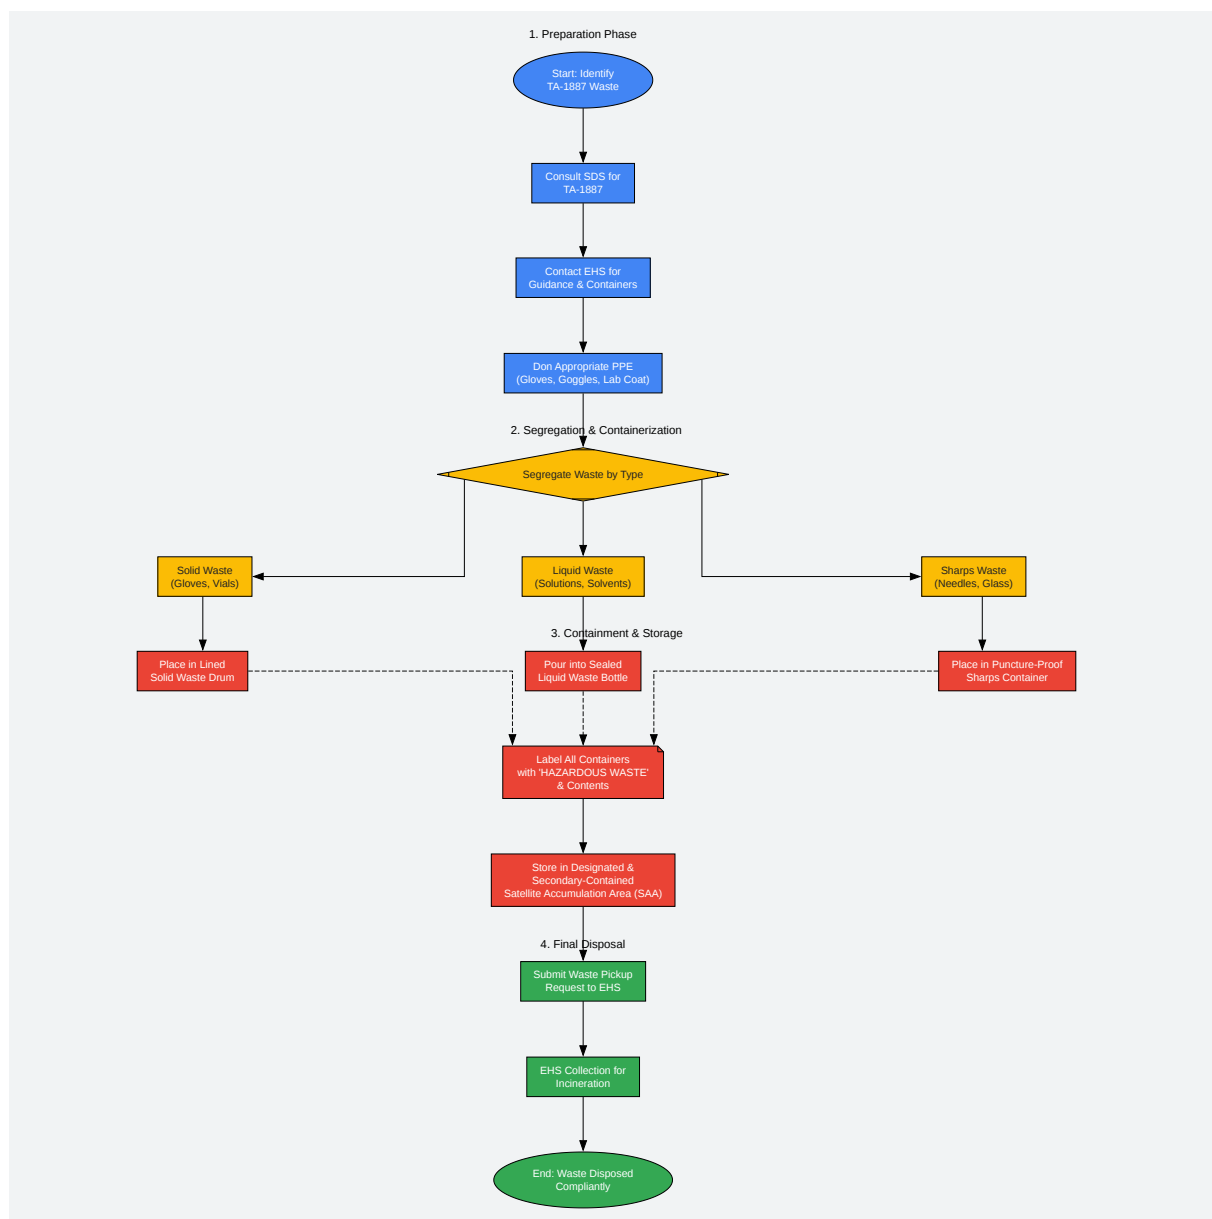 1. Preparation Phase
Start: Identify
TA-1887 Waste
Consult SDS for
TA-1887
Contact EHS for
Guidance & Containers
Don Appropriate PPE
(Gloves, Goggles, Lab Coat)
2. Segregation & Containerization
Segregate Waste by Type
Solid Waste
(Gloves, Vials)
Liquid Waste
(Solutions, Solvents)
Sharps Waste
(Needles, Glass)
3. Containment & Storage
Place in Lined
Solid Waste Drum
Pour into Sealed
Liquid Waste Bottle
Place in Puncture-Proof
Sharps Container
Label All Containers
with 'HAZARDOUS WASTE'
& Contents
Store in Designated &
Secondary-Contained
Satellite Accumulation Area (SAA)
4. Final Disposal
Submit Waste Pickup
Request to EHS
EHS Collection for
Incineration
End: Waste Disposed
Compliantly